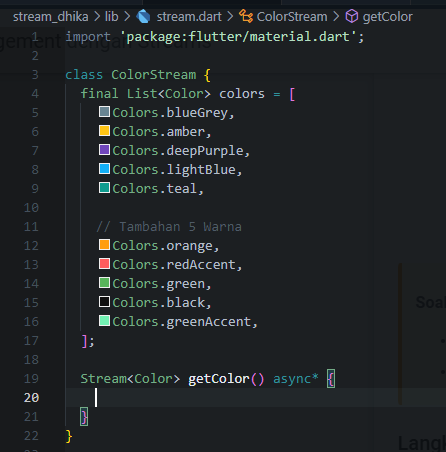 stream_dhika > lib > stream.dart > ColorStream > getColor
1 import 'package:flutter/material.dart';
2
3 class ColorStream {
4 final List<Color> colors = [
5 Colors.blueGrey,
6 Colors.amber,
7 Colors.deepPurple,
8 Colors.lightBlue,
9 Colors.teal,
10
11 // Tambahan 5 Warna
12 Colors.orange,
13 Colors.redAccent,
14 Colors.green,
15 Colors.black,
16 Colors.greenAccent,
17 ];
18
19 Stream<Color> getColor() async* {
20
21 }
22 }
gement dengan Streams
Soal
Langk